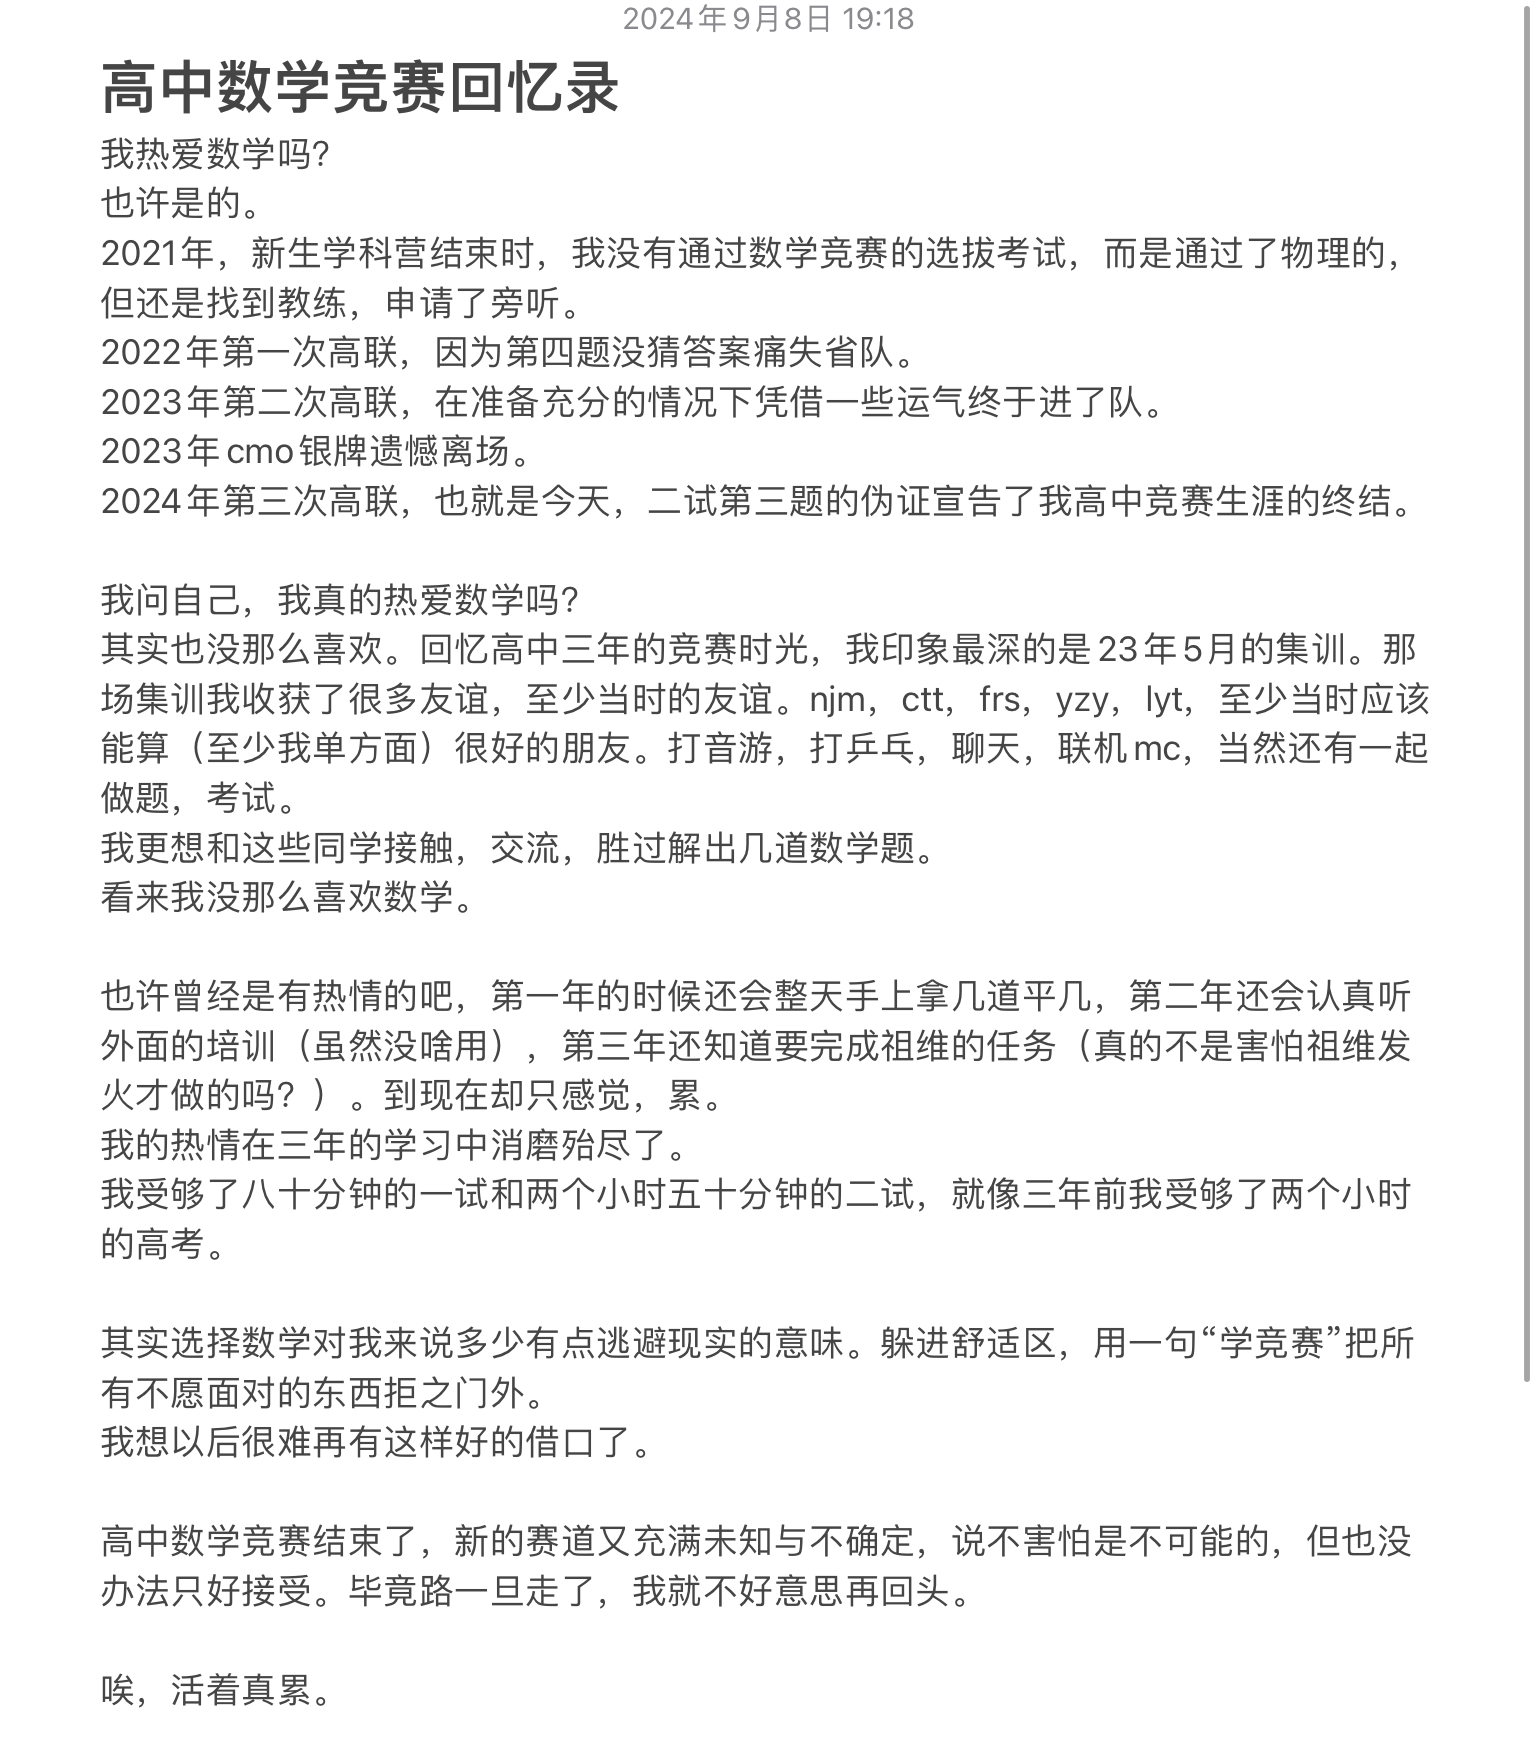 2024年9月8日 19:18
高中数学竞赛回忆录
我热爱数学吗？
也许是的。
2021年，新生学科营结束时，我没有通过数学竞赛的选拔考试，而是通过了物理的，
但还是找到教练，申请了旁听。
2022年第一次高联，因为第四题没猜答案痛失省队。
2023年第二次高联，在准备充分的情况下凭借一些运气终于进了队。
2023年cmo银牌遗憾离场。
2024年第三次高联，也就是今天，二试第三题的伪证宣告了我高中竞赛生涯的终结。
我问自己，我真的热爱数学吗？
其实也没那么喜欢。回忆高中三年的竞赛时光，我印象最深的是23年5月的集训。那
场集训我收获了很多友谊，至少当时的友谊。njm，ctt，frs，yzy，lyt，至少当时应该
能算（至少我单方面）很好的朋友。打音游，打乒乓，聊天，联机mc，当然还有一起
做题，考试。
我更想和这些同学接触，交流，胜过解出几道数学题。
看来我没那么喜欢数学。
也许曾经是有热情的吧，第一年的时候还会整天手上拿几道平几，第二年还会认真听
外面的培训（虽然没啥用），第三年还知道要完成祖维的任务（真的不是害怕祖维发
火才做的吗？）。到现在却只感觉，累。
我的热情在三年的学习中消磨殆尽了。
我受够了八十分钟的一试和两个小时五十分钟的二试，就像三年前我受够了两个小时
的高考。
其实选择数学对我来说多少有点逃避现实的意味。躲进舒适区，用一句“学竞赛”把所
有不愿面对的东西拒之门外。
我想以后很难再有这样好的借口了。
高中数学竞赛结束了，新的赛道又充满未知与不确定，说不害怕是不可能的，但也没
办法只好接受。毕竟路一旦走了，我就不好意思再回头。
唉，活着真累。